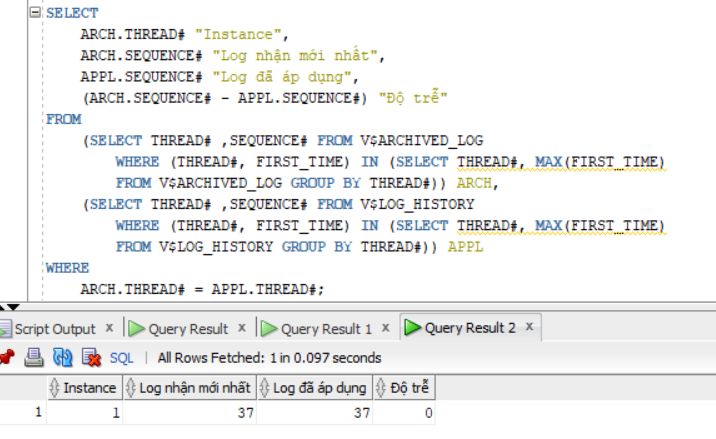 SELECT
ARCH.THREAD# "Instance",
ARCH.SEQUENCE# "Log nhận mới nhất",
APPL.SEQUENCE# "Log đã áp dụng",
(ARCH.SEQUENCE# - APPL.SEQUENCE#) "Độ trễ"
FROM
(SELECT THREAD# ,SEQUENCE# FROM V$ARCHIVED_LOG
WHERE (THREAD#, FIRST_TIME) IN (SELECT THREAD#, MAX(FIRST_TIME)
FROM V$ARCHIVED_LOG GROUP BY THREAD#)) ARCH,
(SELECT THREAD# ,SEQUENCE# FROM V$LOG_HISTORY
WHERE (THREAD#, FIRST_TIME) IN (SELECT THREAD#, MAX(FIRST_TIME)
FROM V$LOG_HISTORY GROUP BY THREAD#)) APPL
WHERE
ARCH.THREAD# = APPL.THREAD#;
Script Output x Query Result x Query Result 1 x Query Result 2 x
SQL | All Rows Fetched: 1 in 0.097 seconds
Instance Log nhận mới nhất Log đã áp dụng Độ trễ
1 1 37 37 0